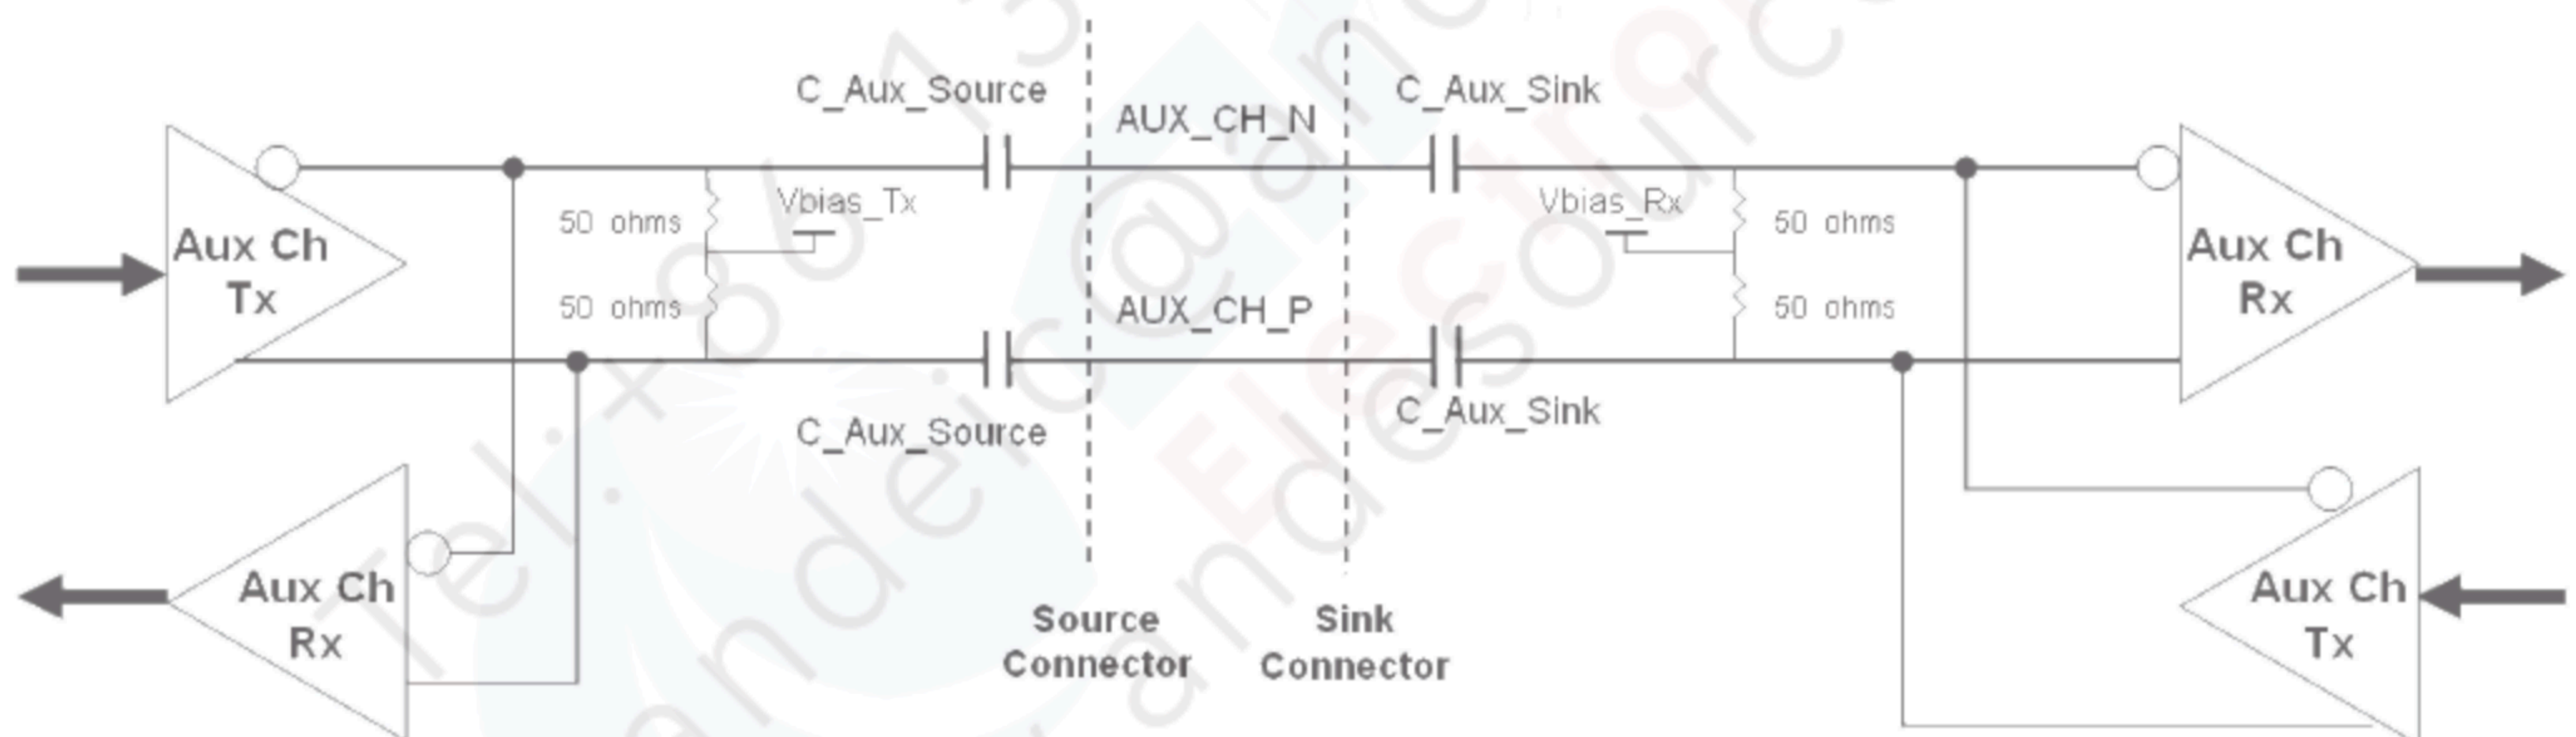 C_Aux_Source
C_Aux_Sink
AUX_CH_N
Vbias_Tx
Vbias_Rx
50 ohms
50 ohms
Aux Ch
Tx
Aux Ch
Rx
50 ohms
50 ohms
AUX_CH_P
C_Aux_Source
C_Aux_Sink
Aux Ch
Rx
Source
Connector
Sink
Connector
Aux Ch
Tx